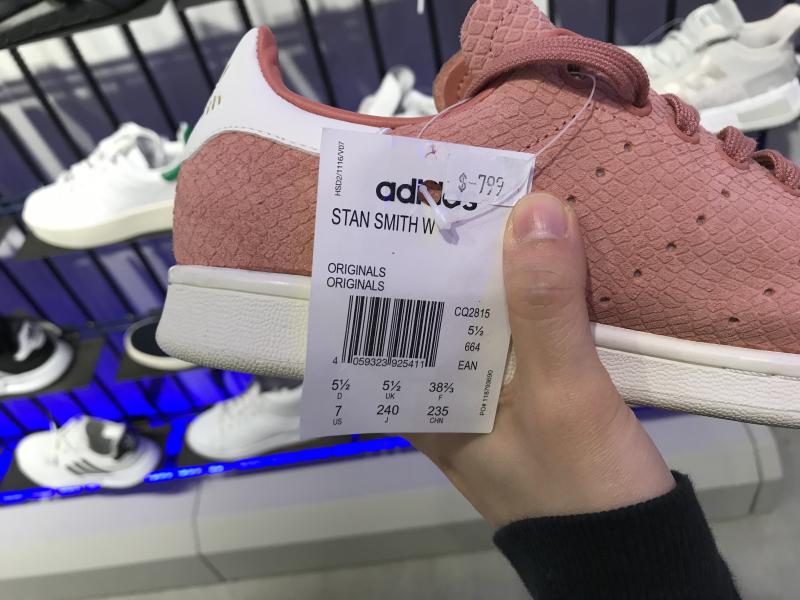 HSD2/1116/V07
adidas
$-799
STAN SMITH W
ORIGINALS
ORIGINALS
CQ2815
5½
664
EAN
4 059323 925411
5½ 5½ 38⅔
D UK F
7 240 235
US J CHN